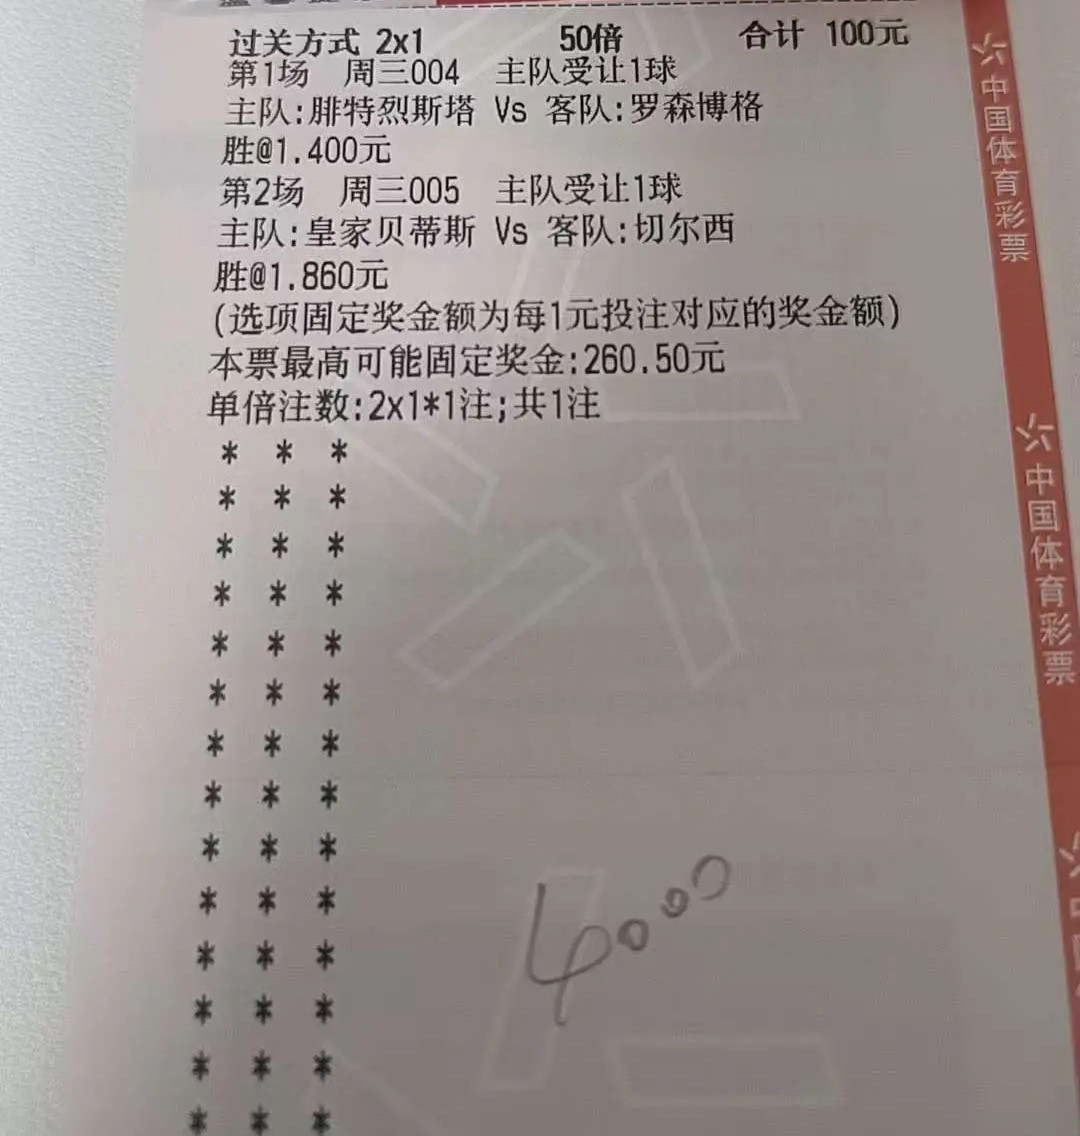 过关方式 2x1 50倍 合计 100元
第1场 周三004 主队受让1球
主队:腓特烈斯塔 Vs 客队:罗森博格
胜@1.400元
第2场 周三005 主队受让1球
主队:皇家贝蒂斯 Vs 客队:切尔西
胜@1.860元
(选项固定奖金额为每1元投注对应的奖金额)
本票最高可能固定奖金:260.50元
单倍注数:2x1*1注;共1注
* * *
* * *
* * *
* * *
* * *
* * *
* * *
* * *
* * *
* * *
* * *
* * *
* * *
* * *
4000
中国体育彩票
中国体育彩票